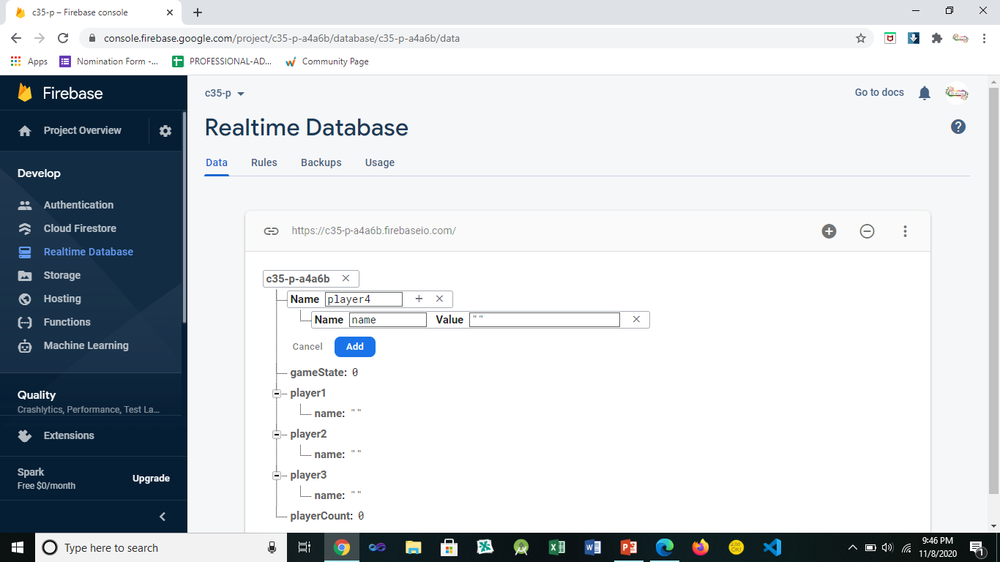 c35-p – Firebase console
console.firebase.google.com/project/c35-p-a4a6b/database/c35-p-a4a6b/data
Apps Nomination Form -... PROFESSIONAL-AD... Community Page
Firebase
c35-p
Go to docs
Project Overview
Realtime Database
Data Rules Backups Usage
Develop
Authentication
Cloud Firestore
Realtime Database
Storage
Hosting
Functions
Machine Learning
Quality
Crashlytics, Performance, Test La...
Extensions
Spark
Free $0/month
Upgrade
https://c35-p-a4a6b.firebaseio.com/
c35-p-a4a6b
Name player4
Name name Value ""
Cancel Add
gameState: 0
player1
name: ""
player2
name: ""
player3
name: ""
playerCount: 0
Type here to search
9:46 PM
11/8/2020
1